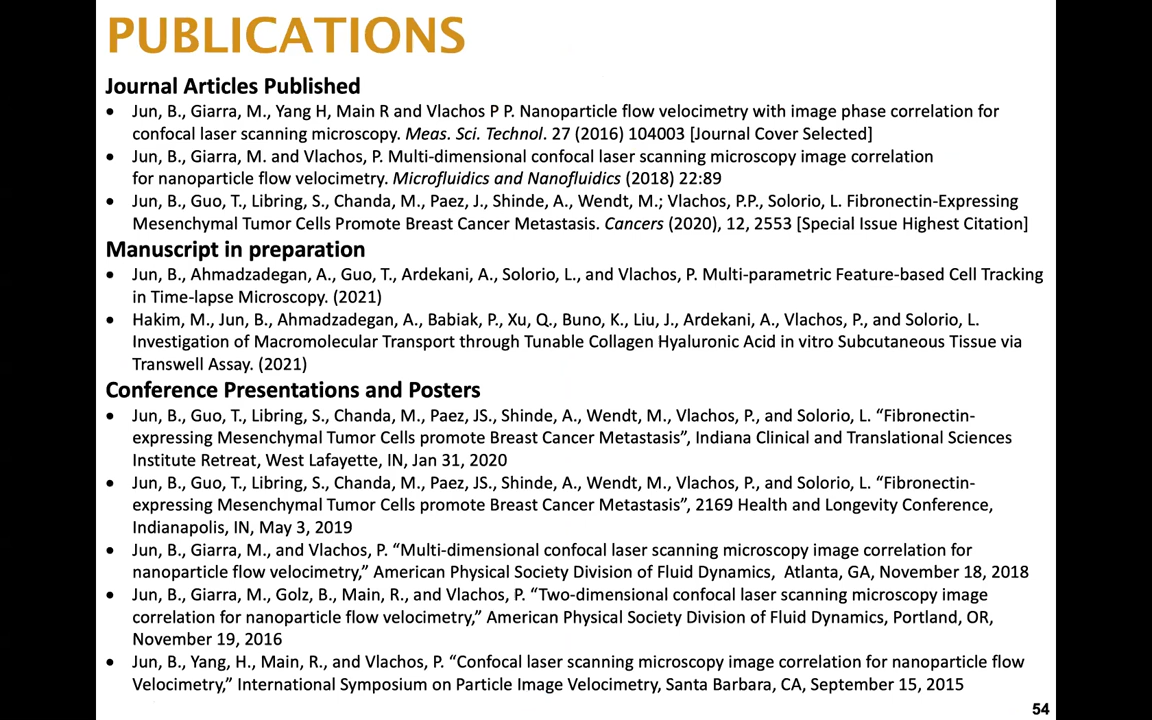 PUBLICATIONS
Journal Articles Published
• Jun, B., Giarra, M., Yang H, Main R and Vlachos P P. Nanoparticle flow velocimetry with image phase correlation for
confocal laser scanning microscopy. Meas. Sci. Technol. 27 (2016) 104003 [Journal Cover Selected]
• Jun, B., Giarra, M. and Vlachos, P. Multi-dimensional confocal laser scanning microscopy image correlation
for nanoparticle flow velocimetry. Microfluidics and Nanofluidics (2018) 22:89
• Jun, B., Guo, T., Libring, S., Chanda, M., Paez, J., Shinde, A., Wendt, M.; Vlachos, P.P., Solorio, L. Fibronectin-Expressing
Mesenchymal Tumor Cells Promote Breast Cancer Metastasis. Cancers (2020), 12, 2553 [Special Issue Highest Citation]
Manuscript in preparation
• Jun, B., Ahmadzadegan, A., Guo, T., Ardekani, A., Solorio, L., and Vlachos, P. Multi-parametric Feature-based Cell Tracking
in Time-lapse Microscopy. (2021)
• Hakim, M., Jun, B., Ahmadzadegan, A., Babiak, P., Xu, Q., Buno, K., Liu, J., Ardekani, A., Vlachos, P., and Solorio, L.
Investigation of Macromolecular Transport through Tunable Collagen Hyaluronic Acid in vitro Subcutaneous Tissue via
Transwell Assay. (2021)
Conference Presentations and Posters
• Jun, B., Guo, T., Libring, S., Chanda, M., Paez, JS., Shinde, A., Wendt, M., Vlachos, P., and Solorio, L. “Fibronectin-
expressing Mesenchymal Tumor Cells promote Breast Cancer Metastasis”, Indiana Clinical and Translational Sciences
Institute Retreat, West Lafayette, IN, Jan 31, 2020
• Jun, B., Guo, T., Libring, S., Chanda, M., Paez, JS., Shinde, A., Wendt, M., Vlachos, P., and Solorio, L. “Fibronectin-
expressing Mesenchymal Tumor Cells promote Breast Cancer Metastasis”, 2169 Health and Longevity Conference,
Indianapolis, IN, May 3, 2019
• Jun, B., Giarra, M., and Vlachos, P. “Multi-dimensional confocal laser scanning microscopy image correlation for
nanoparticle flow velocimetry,” American Physical Society Division of Fluid Dynamics, Atlanta, GA, November 18, 2018
• Jun, B., Giarra, M., Golz, B., Main, R., and Vlachos, P. “Two-dimensional confocal laser scanning microscopy image
correlation for nanoparticle flow velocimetry,” American Physical Society Division of Fluid Dynamics, Portland, OR,
November 19, 2016
• Jun, B., Yang, H., Main, R., and Vlachos, P. “Confocal laser scanning microscopy image correlation for nanoparticle flow
Velocimetry,” International Symposium on Particle Image Velocimetry, Santa Barbara, CA, September 15, 2015
54